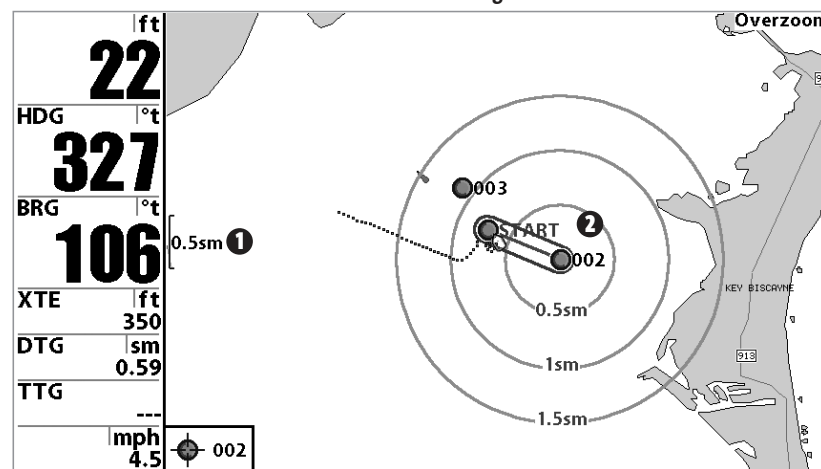 ft
22
HDG °t
327
BRG °t
106
XTE ft
350
DTG sm
0.59
TTG
---
mph
4.5
002
0.5sm 1
Overzoom
003
START 2
002
0.5sm
1sm
1.5sm
KEY BISCAYNE
913